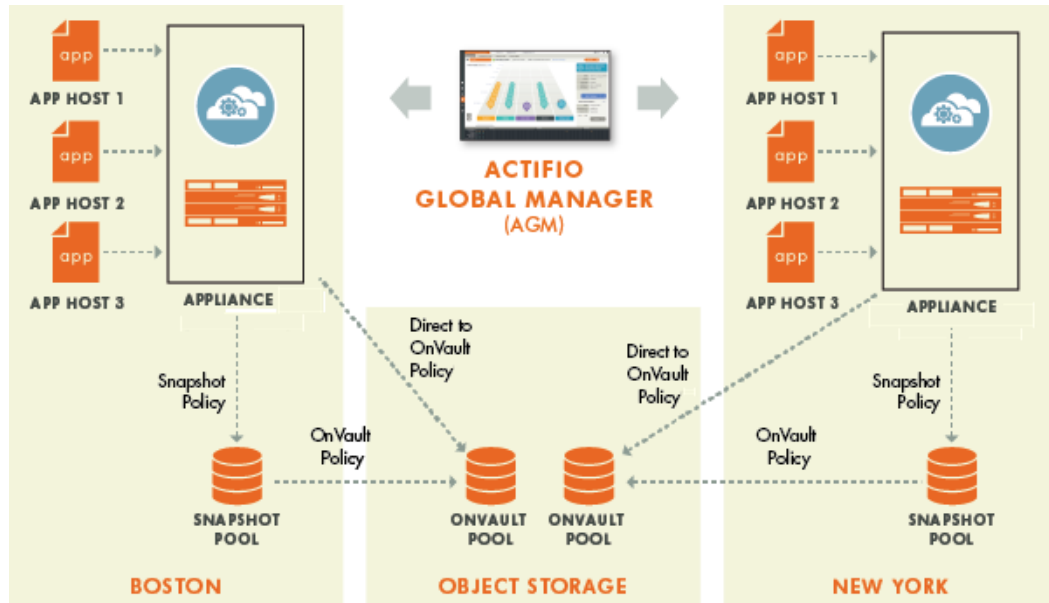 app
APP HOST 1
app
APP HOST 2
app
APP HOST 3
APPLIANCE
Snapshot
Policy
OnVault
Policy
SNAPSHOT
POOL
BOSTON
ACTIFIO
GLOBAL MANAGER
(AGM)
Direct to
OnVault
Policy
Direct to
OnVault
Policy
ONVAULT
POOL
ONVAULT
POOL
OBJECT STORAGE
app
APP HOST 1
app
APP HOST 2
app
APP HOST 3
APPLIANCE
Snapshot
Policy
OnVault
Policy
SNAPSHOT
POOL
NEW YORK